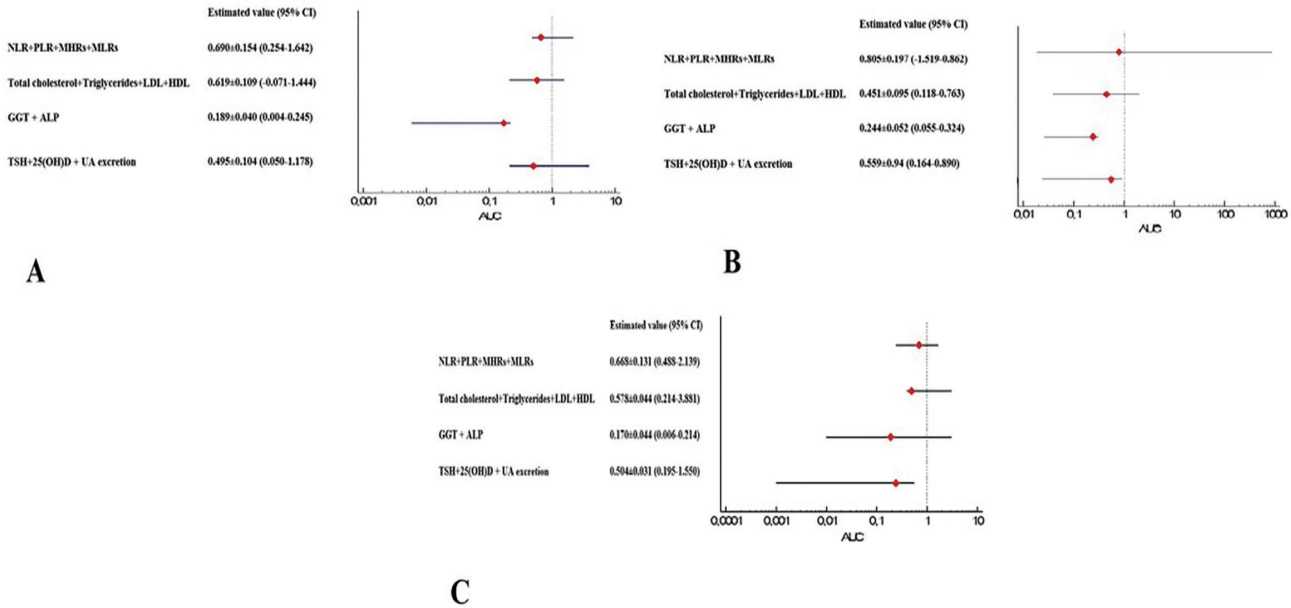 Estimated value (95% CI)
NLR+PLR+MHRs+MLRs 0.690±0.154 (0.254-1.642)
Total cholesterol+Triglycerides+LDL+HDL 0.619±0.109 (-0.071-1.444)
GGT + ALP 0.189±0.040 (0.004-0.245)
TSH+25(OH)D + UA excretion 0.495±0.104 (0.050-1.178)
0,001 0,01 0,1 1 10
AUC
A
Estimated value (95% CI)
NLR+PLR+MHRs+MLRs 0.805±0.197 (-1.519-0.862)
Total cholesterol+Triglycerides+LDL+HDL 0.451±0.095 (0.118-0.763)
GGT + ALP 0.244±0.052 (0.055-0.324)
TSH+25(OH)D + UA excretion 0.559±0.94 (0.164-0.890)
0,01 0,1 1 10 100 1000
AUC
B
Estimated value (95% CI)
NLR+PLR+MHRs+MLRs 0.668±0.131 (0.488-2.139)
Total cholesterol+Triglycerides+LDL+HDL 0.578±0.044 (0.214-3.881)
GGT + ALP 0.170±0.044 (0.006-0.214)
TSH+25(OH)D + UA excretion 0.504±0.031 (0.195-1.550)
0,0001 0,001 0,01 0,1 1 10
AUC
C